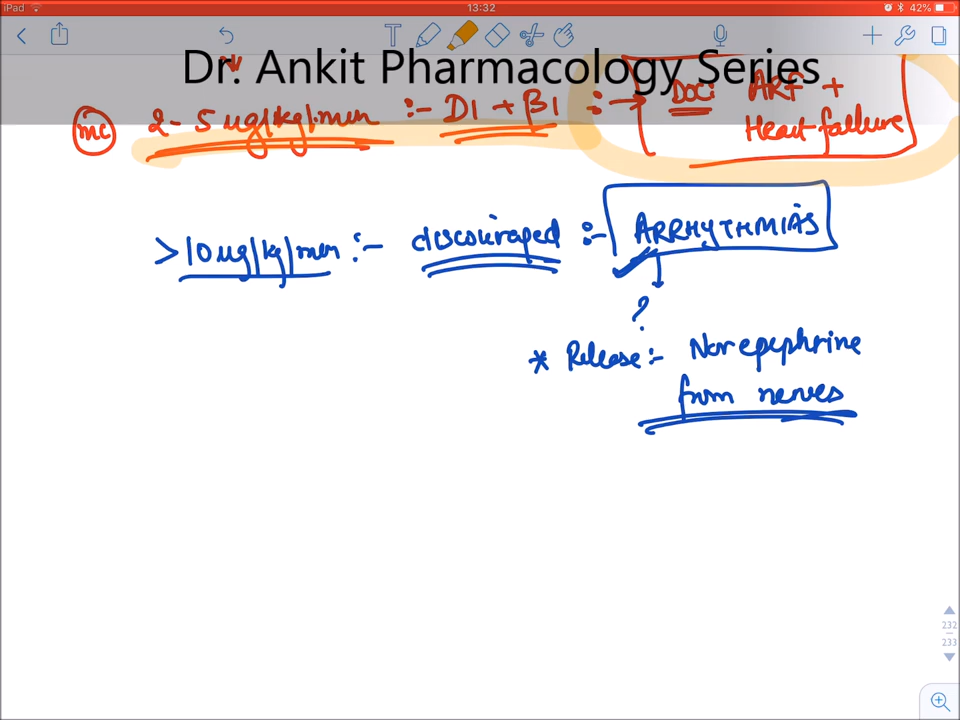 iPad 13:32 42%
Dr. Ankit Pharmacology Series
mc 2-5 ug/kg/min :- D1 + β1 :→ DOC: ARF +
Heart failure
>10ug/kg/min :- discouraged :- ARRHYTHMIAS
?
* Release :- Norepephrine
from nerves
232
233